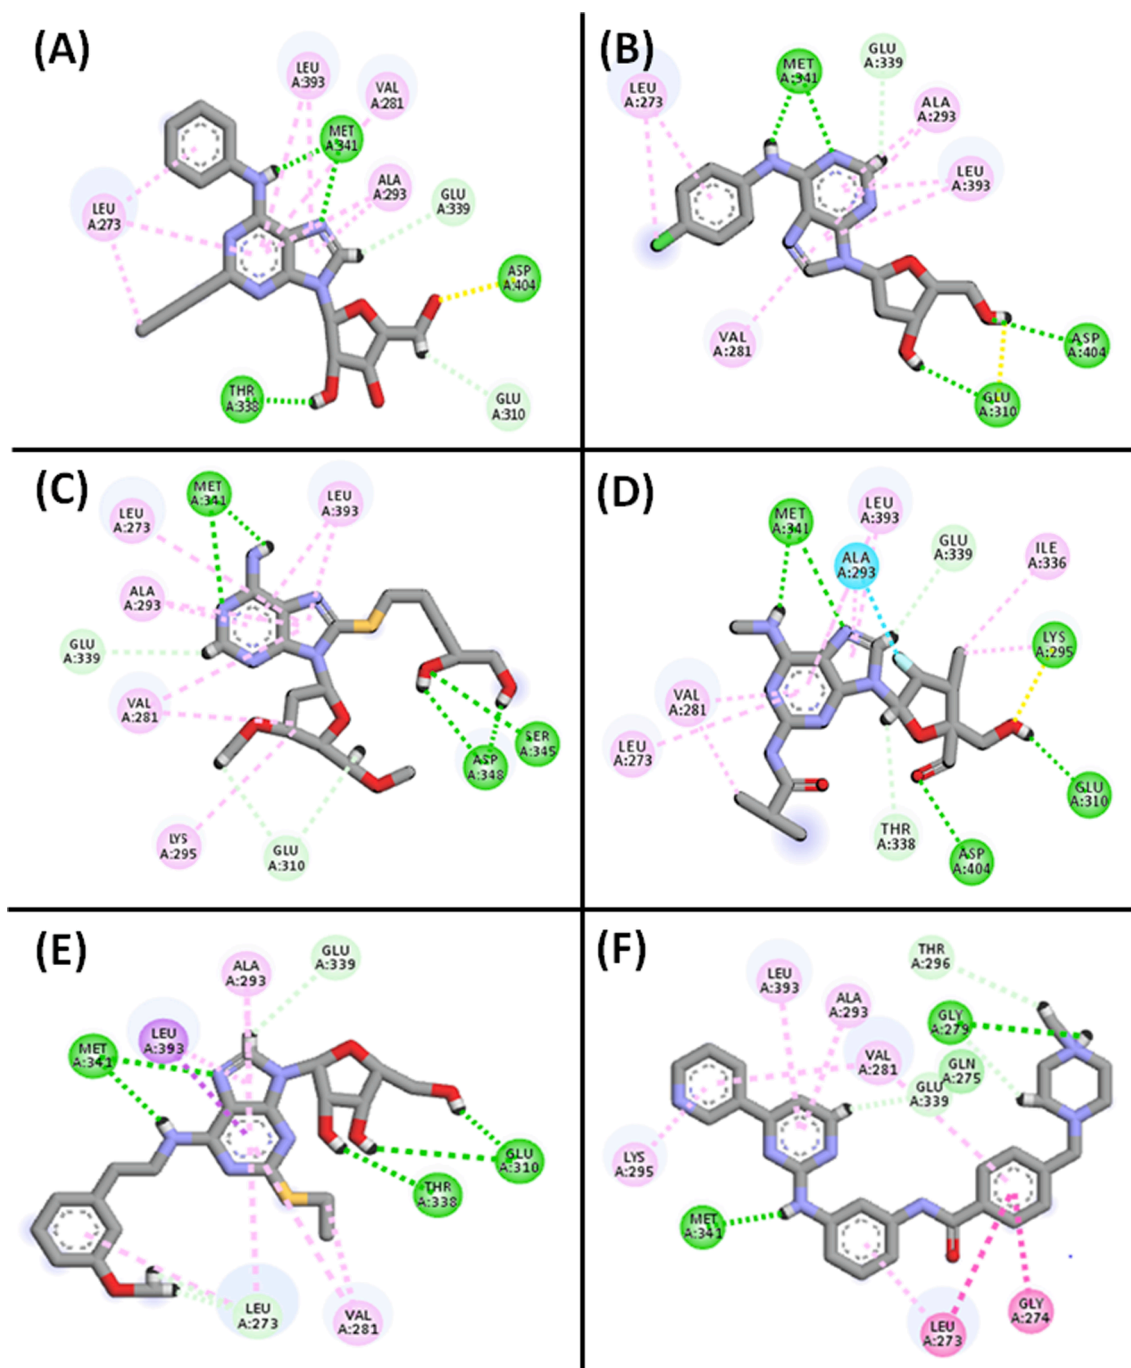 (A)
LEU
A:393
VAL
A:281
MET
A:341
ALA
A:293
GLU
A:339
LEU
A:273
ASP
A:404
THR
A:338
GLU
A:310
(B)
MET
A:341
GLU
A:339
LEU
A:273
ALA
A:293
LEU
A:393
VAL
A:281
ASP
A:404
GLU
A:310
(C)
MET
A:341
LEU
A:393
LEU
A:273
ALA
A:293
GLU
A:339
VAL
A:281
SER
A:345
ASP
A:348
LYS
A:295
GLU
A:310
(D)
LEU
A:393
MET
A:341
GLU
A:339
ILE
A:336
ALA
A:293
LYS
A:295
VAL
A:281
LEU
A:273
GLU
A:310
THR
A:338
ASP
A:404
(E)
GLU
A:339
ALA
A:293
LEU
A:393
MET
A:341
GLU
A:310
THR
A:338
LEU
A:273
VAL
A:281
(F)
THR
A:296
LEU
A:393
ALA
A:293
GLY
A:279
VAL
A:281
GLN
A:275
GLU
A:339
LYS
A:295
MET
A:341
GLY
A:274
LEU
A:273